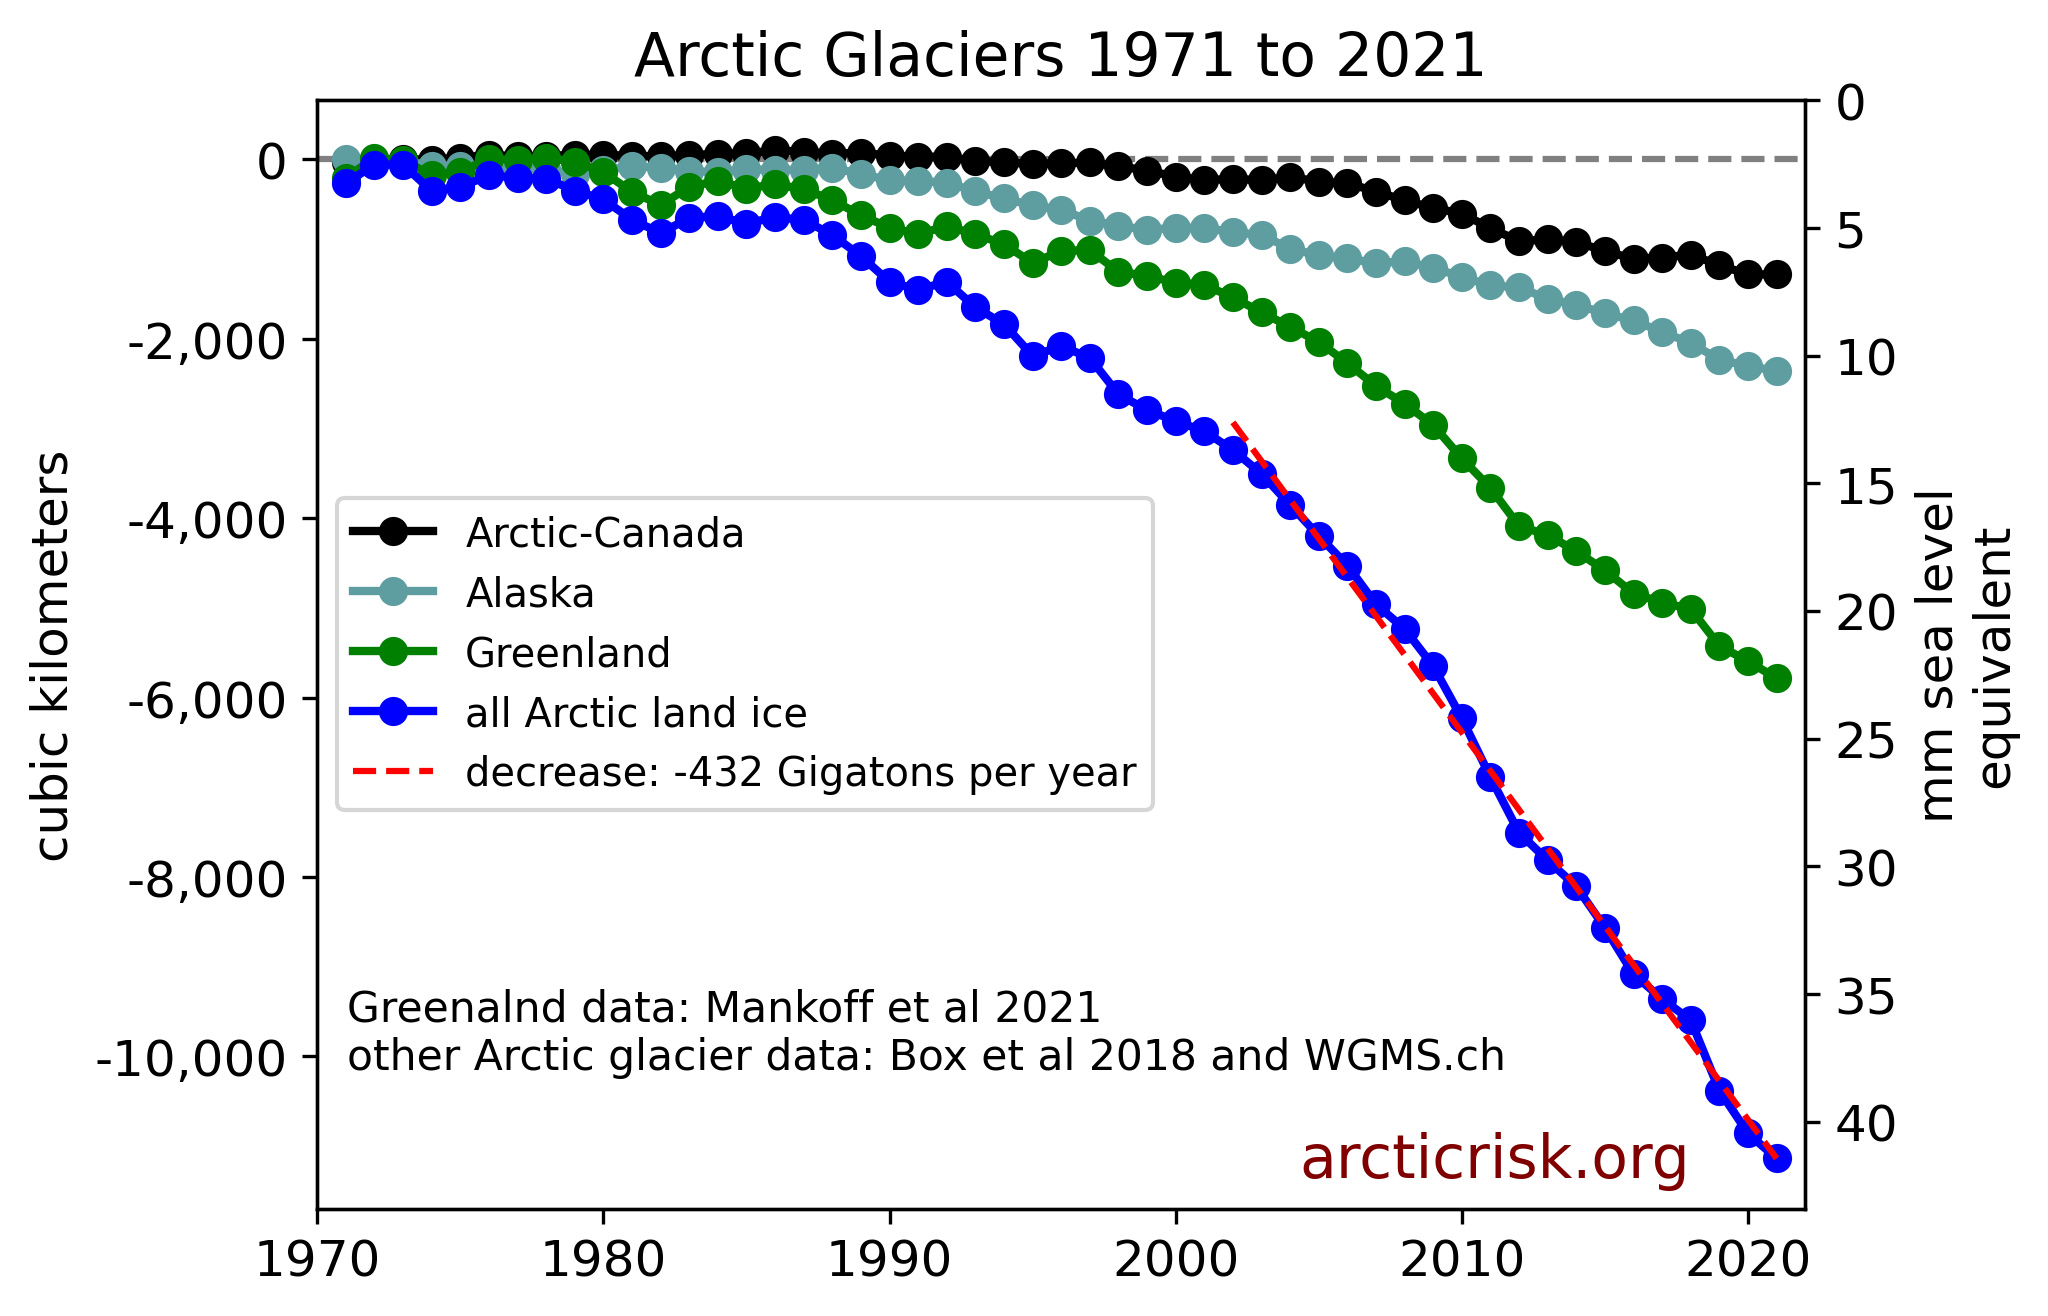 Arctic Glaciers 1971 to 2021
0
-2,000
-4,000
-6,000
-8,000
-10,000
cubic kilometers
0
5
10
15
20
25
30
35
40
mm sea level
equivalent
Arctic-Canada
Alaska
Greenland
all Arctic land ice
decrease: -432 Gigatons per year
Greenalnd data: Mankoff et al 2021
other Arctic glacier data: Box et al 2018 and WGMS.ch
arcticrisk.org
1970
1980
1990
2000
2010
2020